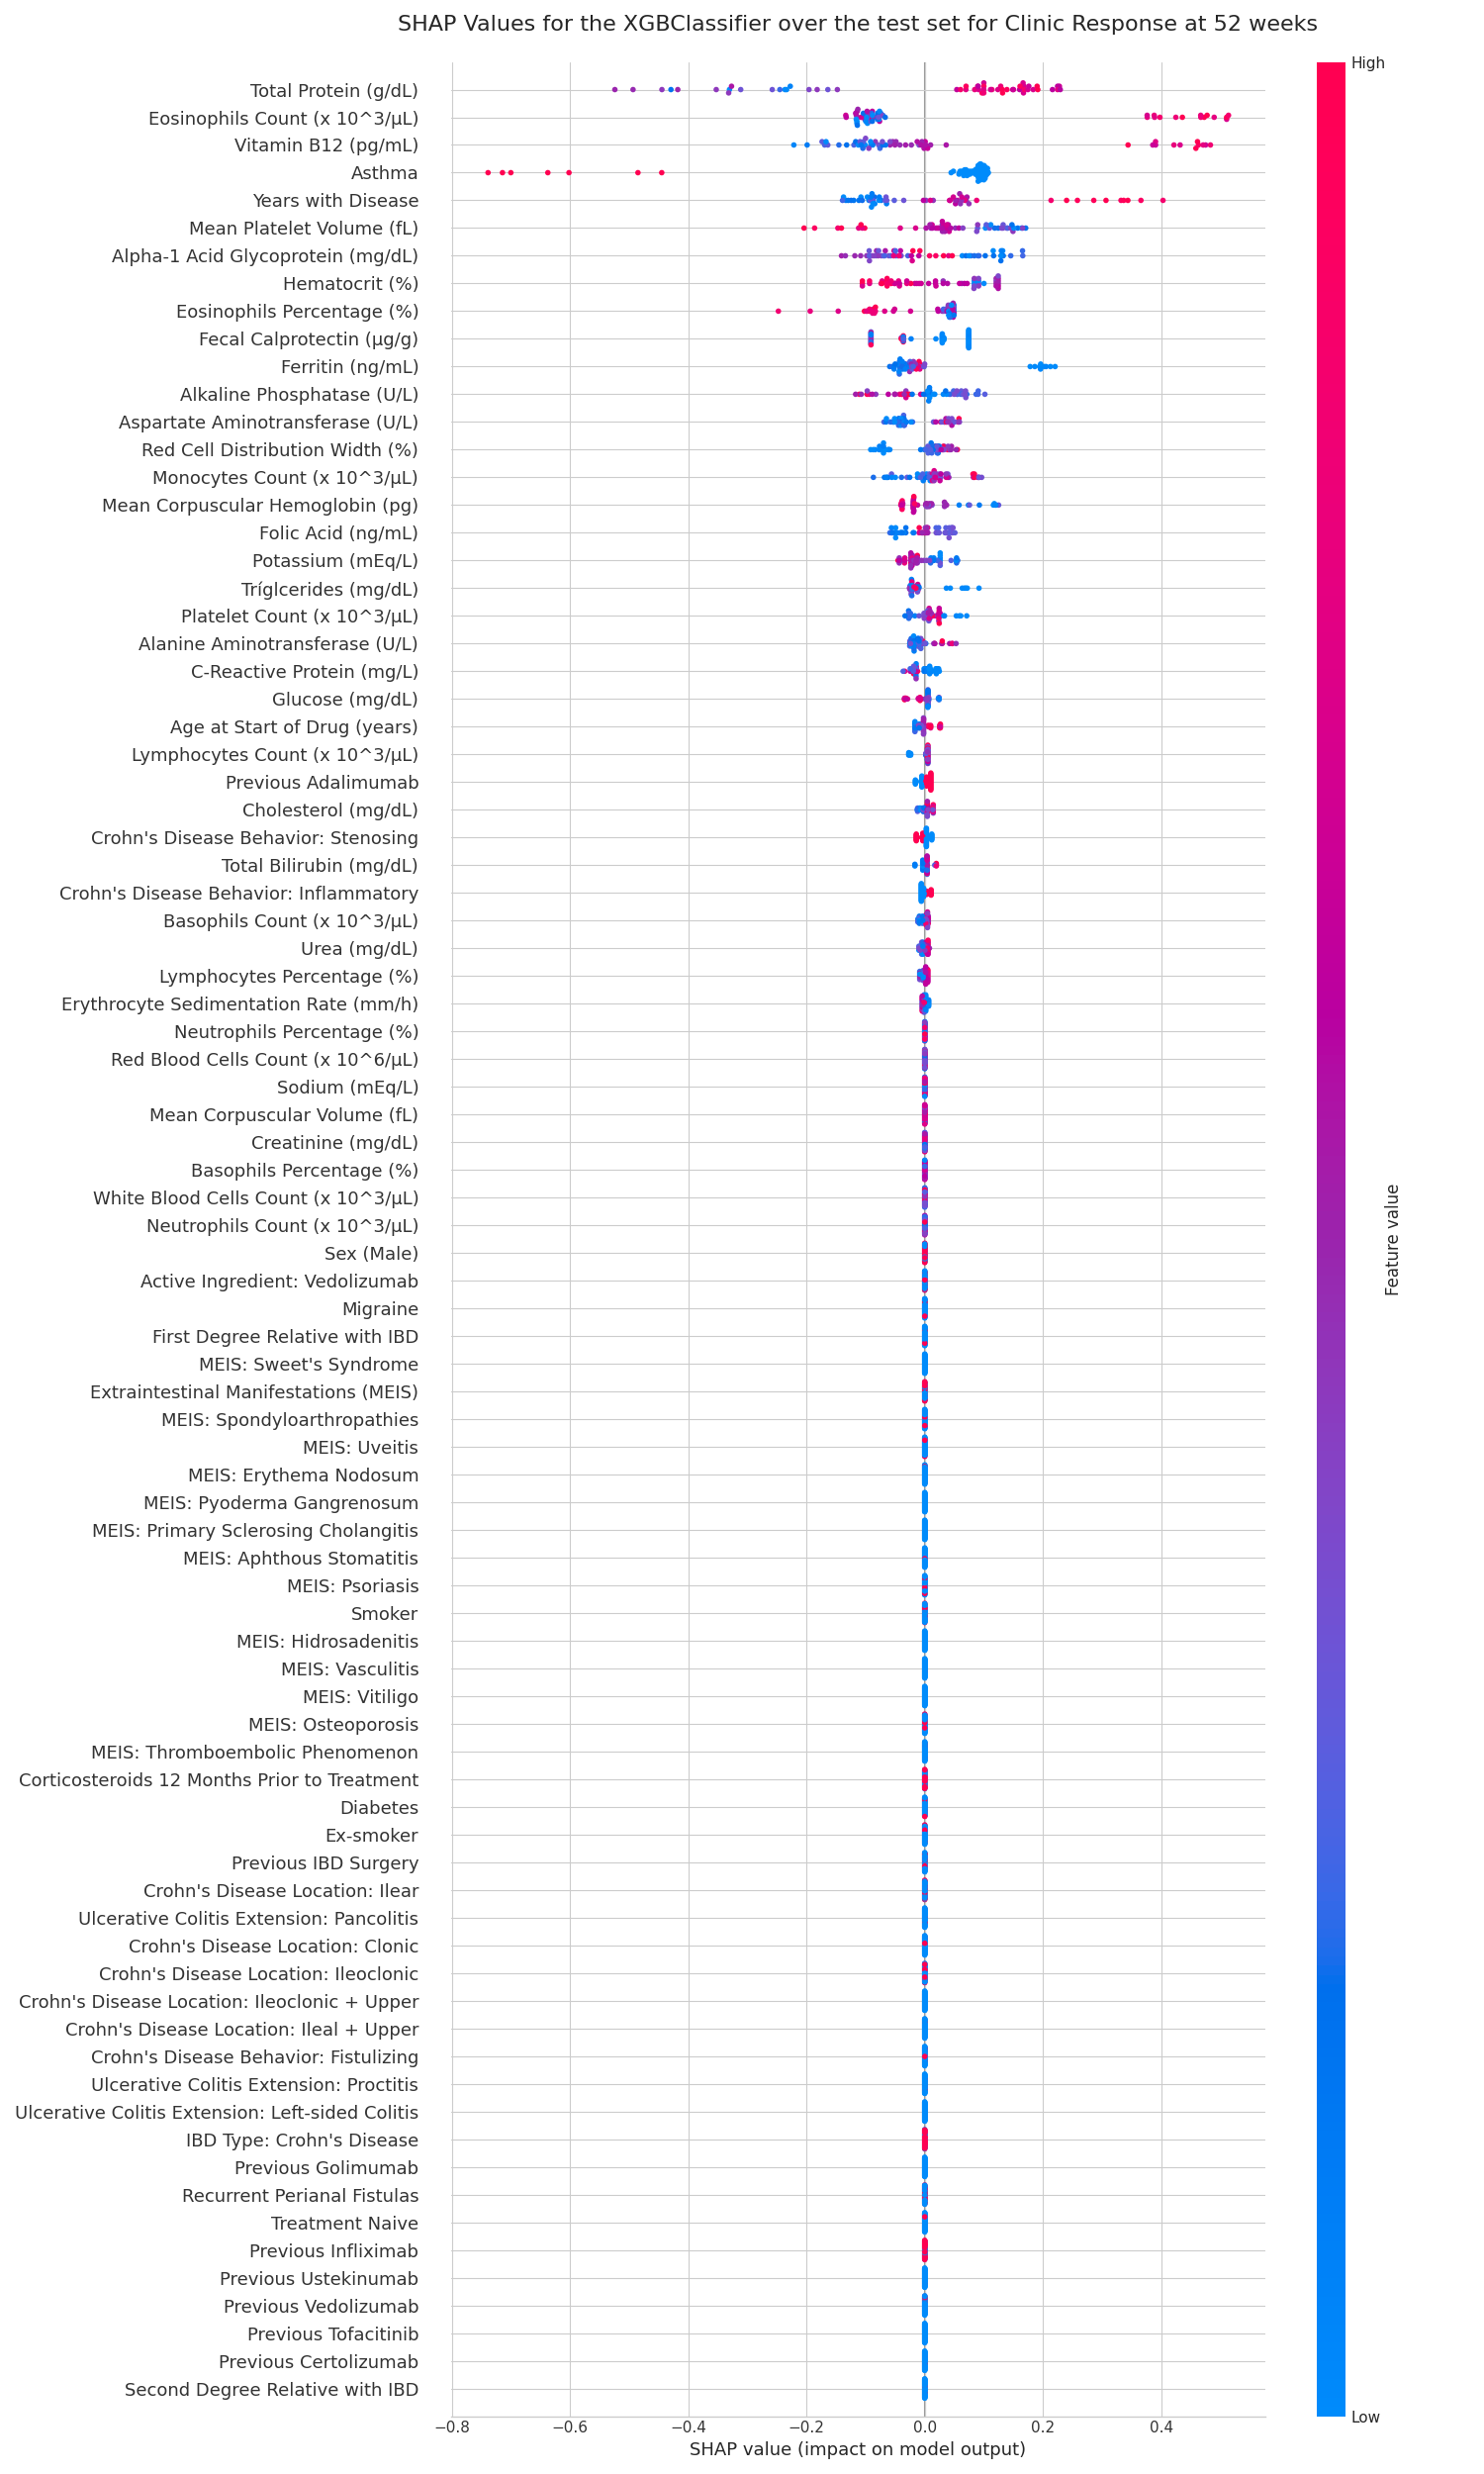 SHAP Values for the XGBClassifier over the test set for Clinic Response at 52 weeks
High
Total Protein (g/dL)
Eosinophils Count (x 10^3/μL)
Vitamin B12 (pg/mL)
Asthma
Years with Disease
Mean Platelet Volume (fL)
Alpha-1 Acid Glycoprotein (mg/dL)
Hematocrit (%)
Eosinophils Percentage (%)
Fecal Calprotectin (μg/g)
Ferritin (ng/mL)
Alkaline Phosphatase (U/L)
Aspartate Aminotransferase (U/L)
Red Cell Distribution Width (%)
Monocytes Count (x 10^3/μL)
Mean Corpuscular Hemoglobin (pg)
Folic Acid (ng/mL)
Potassium (mEq/L)
Tríglcerides (mg/dL)
Platelet Count (x 10^3/μL)
Alanine Aminotransferase (U/L)
C-Reactive Protein (mg/L)
Glucose (mg/dL)
Age at Start of Drug (years)
Lymphocytes Count (x 10^3/μL)
Previous Adalimumab
Cholesterol (mg/dL)
Crohn's Disease Behavior: Stenosing
Total Bilirubin (mg/dL)
Crohn's Disease Behavior: Inflammatory
Basophils Count (x 10^3/μL)
Urea (mg/dL)
Lymphocytes Percentage (%)
Erythrocyte Sedimentation Rate (mm/h)
Neutrophils Percentage (%)
Red Blood Cells Count (x 10^6/μL)
Sodium (mEq/L)
Mean Corpuscular Volume (fL)
Creatinine (mg/dL)
Basophils Percentage (%)
White Blood Cells Count (x 10^3/μL)
Neutrophils Count (x 10^3/μL)
Sex (Male)
Active Ingredient: Vedolizumab
Migraine
First Degree Relative with IBD
MEIS: Sweet's Syndrome
Extraintestinal Manifestations (MEIS)
MEIS: Spondyloarthropathies
MEIS: Uveitis
MEIS: Erythema Nodosum
MEIS: Pyoderma Gangrenosum
MEIS: Primary Sclerosing Cholangitis
MEIS: Aphthous Stomatitis
MEIS: Psoriasis
Smoker
MEIS: Hidrosadenitis
MEIS: Vasculitis
MEIS: Vitiligo
MEIS: Osteoporosis
MEIS: Thromboembolic Phenomenon
Corticosteroids 12 Months Prior to Treatment
Diabetes
Ex-smoker
Previous IBD Surgery
Crohn's Disease Location: Ilear
Ulcerative Colitis Extension: Pancolitis
Crohn's Disease Location: Clonic
Crohn's Disease Location: Ileoclonic
Crohn's Disease Location: Ileoclonic + Upper
Crohn's Disease Location: Ileal + Upper
Crohn's Disease Behavior: Fistulizing
Ulcerative Colitis Extension: Proctitis
Ulcerative Colitis Extension: Left-sided Colitis
IBD Type: Crohn's Disease
Previous Golimumab
Recurrent Perianal Fistulas
Treatment Naive
Previous Infliximab
Previous Ustekinumab
Previous Vedolizumab
Previous Tofacitinib
Previous Certolizumab
Second Degree Relative with IBD
Feature value
Low
−0.8 −0.6 −0.4 −0.2 0.0 0.2 0.4
SHAP value (impact on model output)